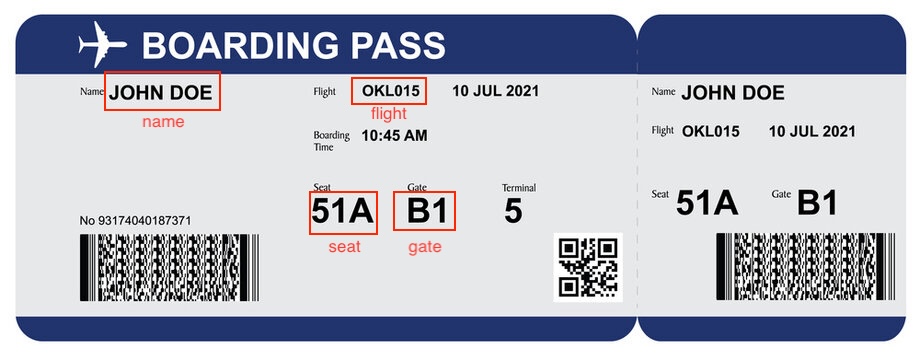 BOARDING PASS
Name JOHN DOE
name
Flight OKL015 10 JUL 2021
flight
Boarding
Time 10:45 AM
Seat Gate Terminal
51A B1 5
seat gate
No 93174040187371
Name JOHN DOE
Flight OKL015 10 JUL 2021
Seat 51A Gate B1